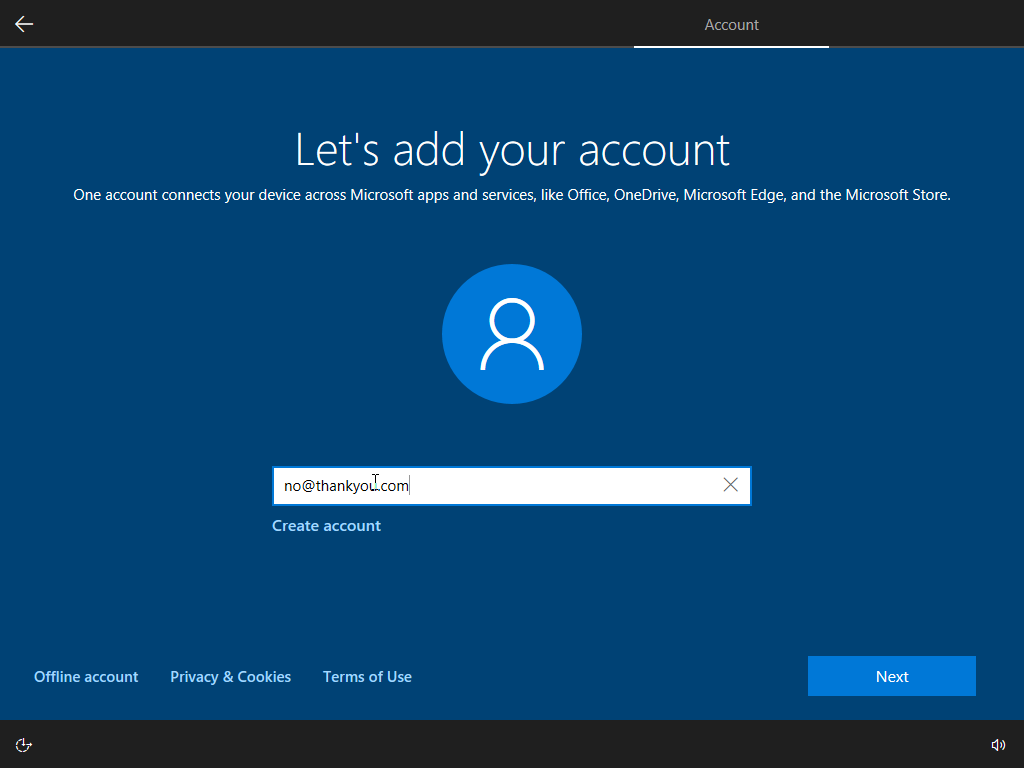 Account
Let's add your account
One account connects your device across Microsoft apps and services, like Office, OneDrive, Microsoft Edge, and the Microsoft Store.
no@thankyou.com
Create account
Offline account Privacy & Cookies Terms of Use Next